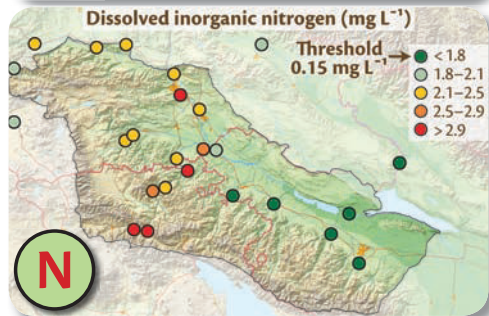 Dissolved inorganic nitrogen (mg L⁻¹)
Threshold
0.15 mg L⁻¹
< 1.8
1.8–2.1
2.1–2.5
2.5–2.9
> 2.9
N